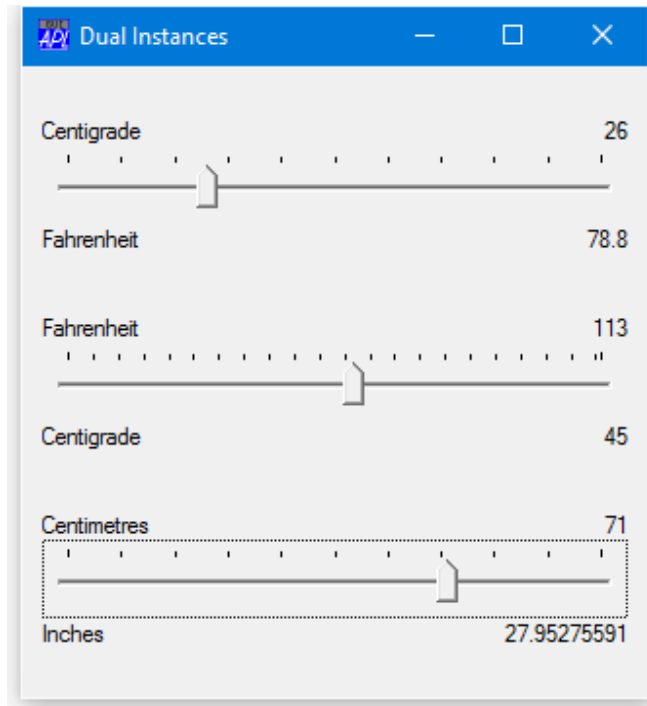 Dual Instances
Centigrade 26
Fahrenheit 78.8
Fahrenheit 113
Centigrade 45
Centimetres 71
Inches 27.95275591